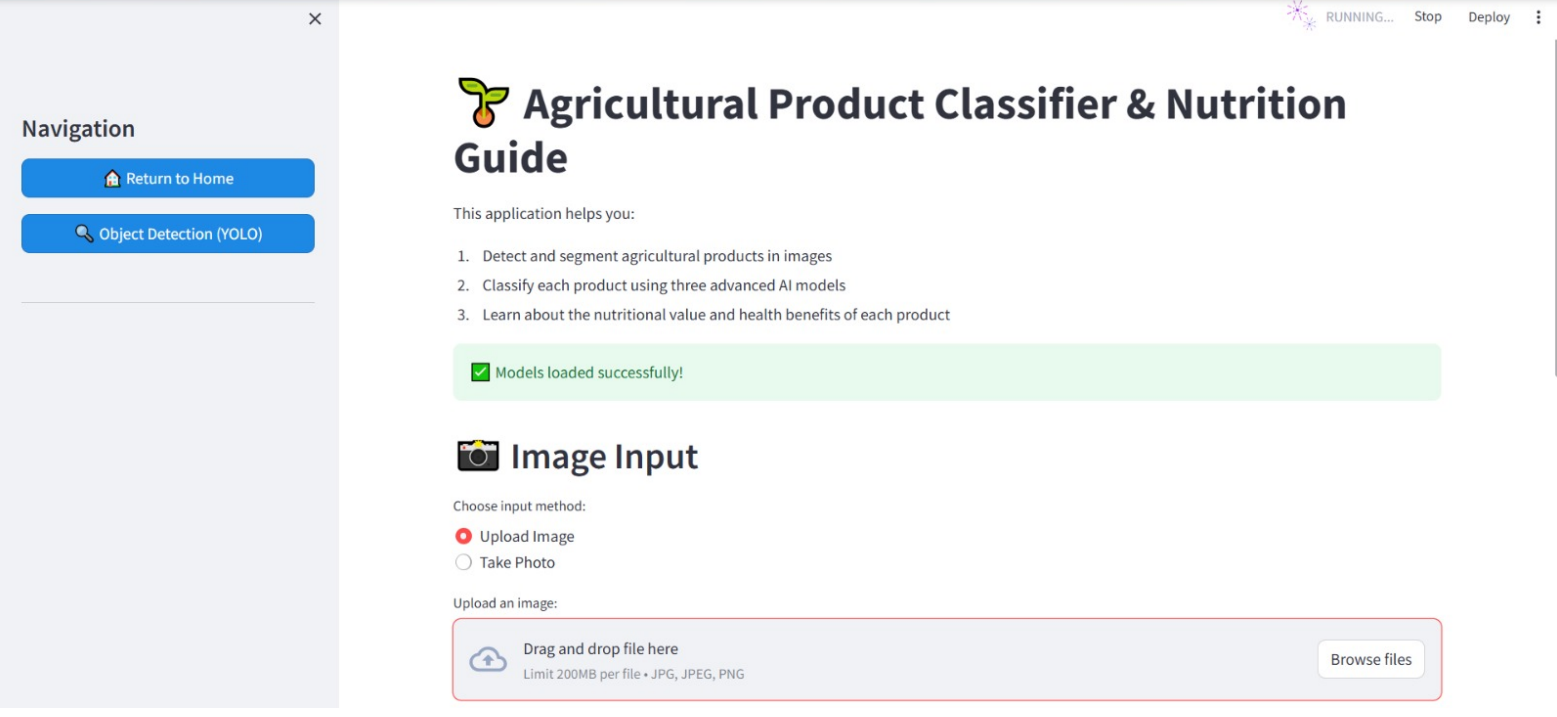 RUNNING... Stop Deploy
Navigation
Return to Home
Object Detection (YOLO)
Agricultural Product Classifier & Nutrition
Guide
This application helps you:
1. Detect and segment agricultural products in images
2. Classify each product using three advanced AI models
3. Learn about the nutritional value and health benefits of each product
Models loaded successfully!
Image Input
Choose input method:
Upload Image
Take Photo
Upload an image:
Drag and drop file here
Limit 200MB per file • JPG, JPEG, PNG
Browse files